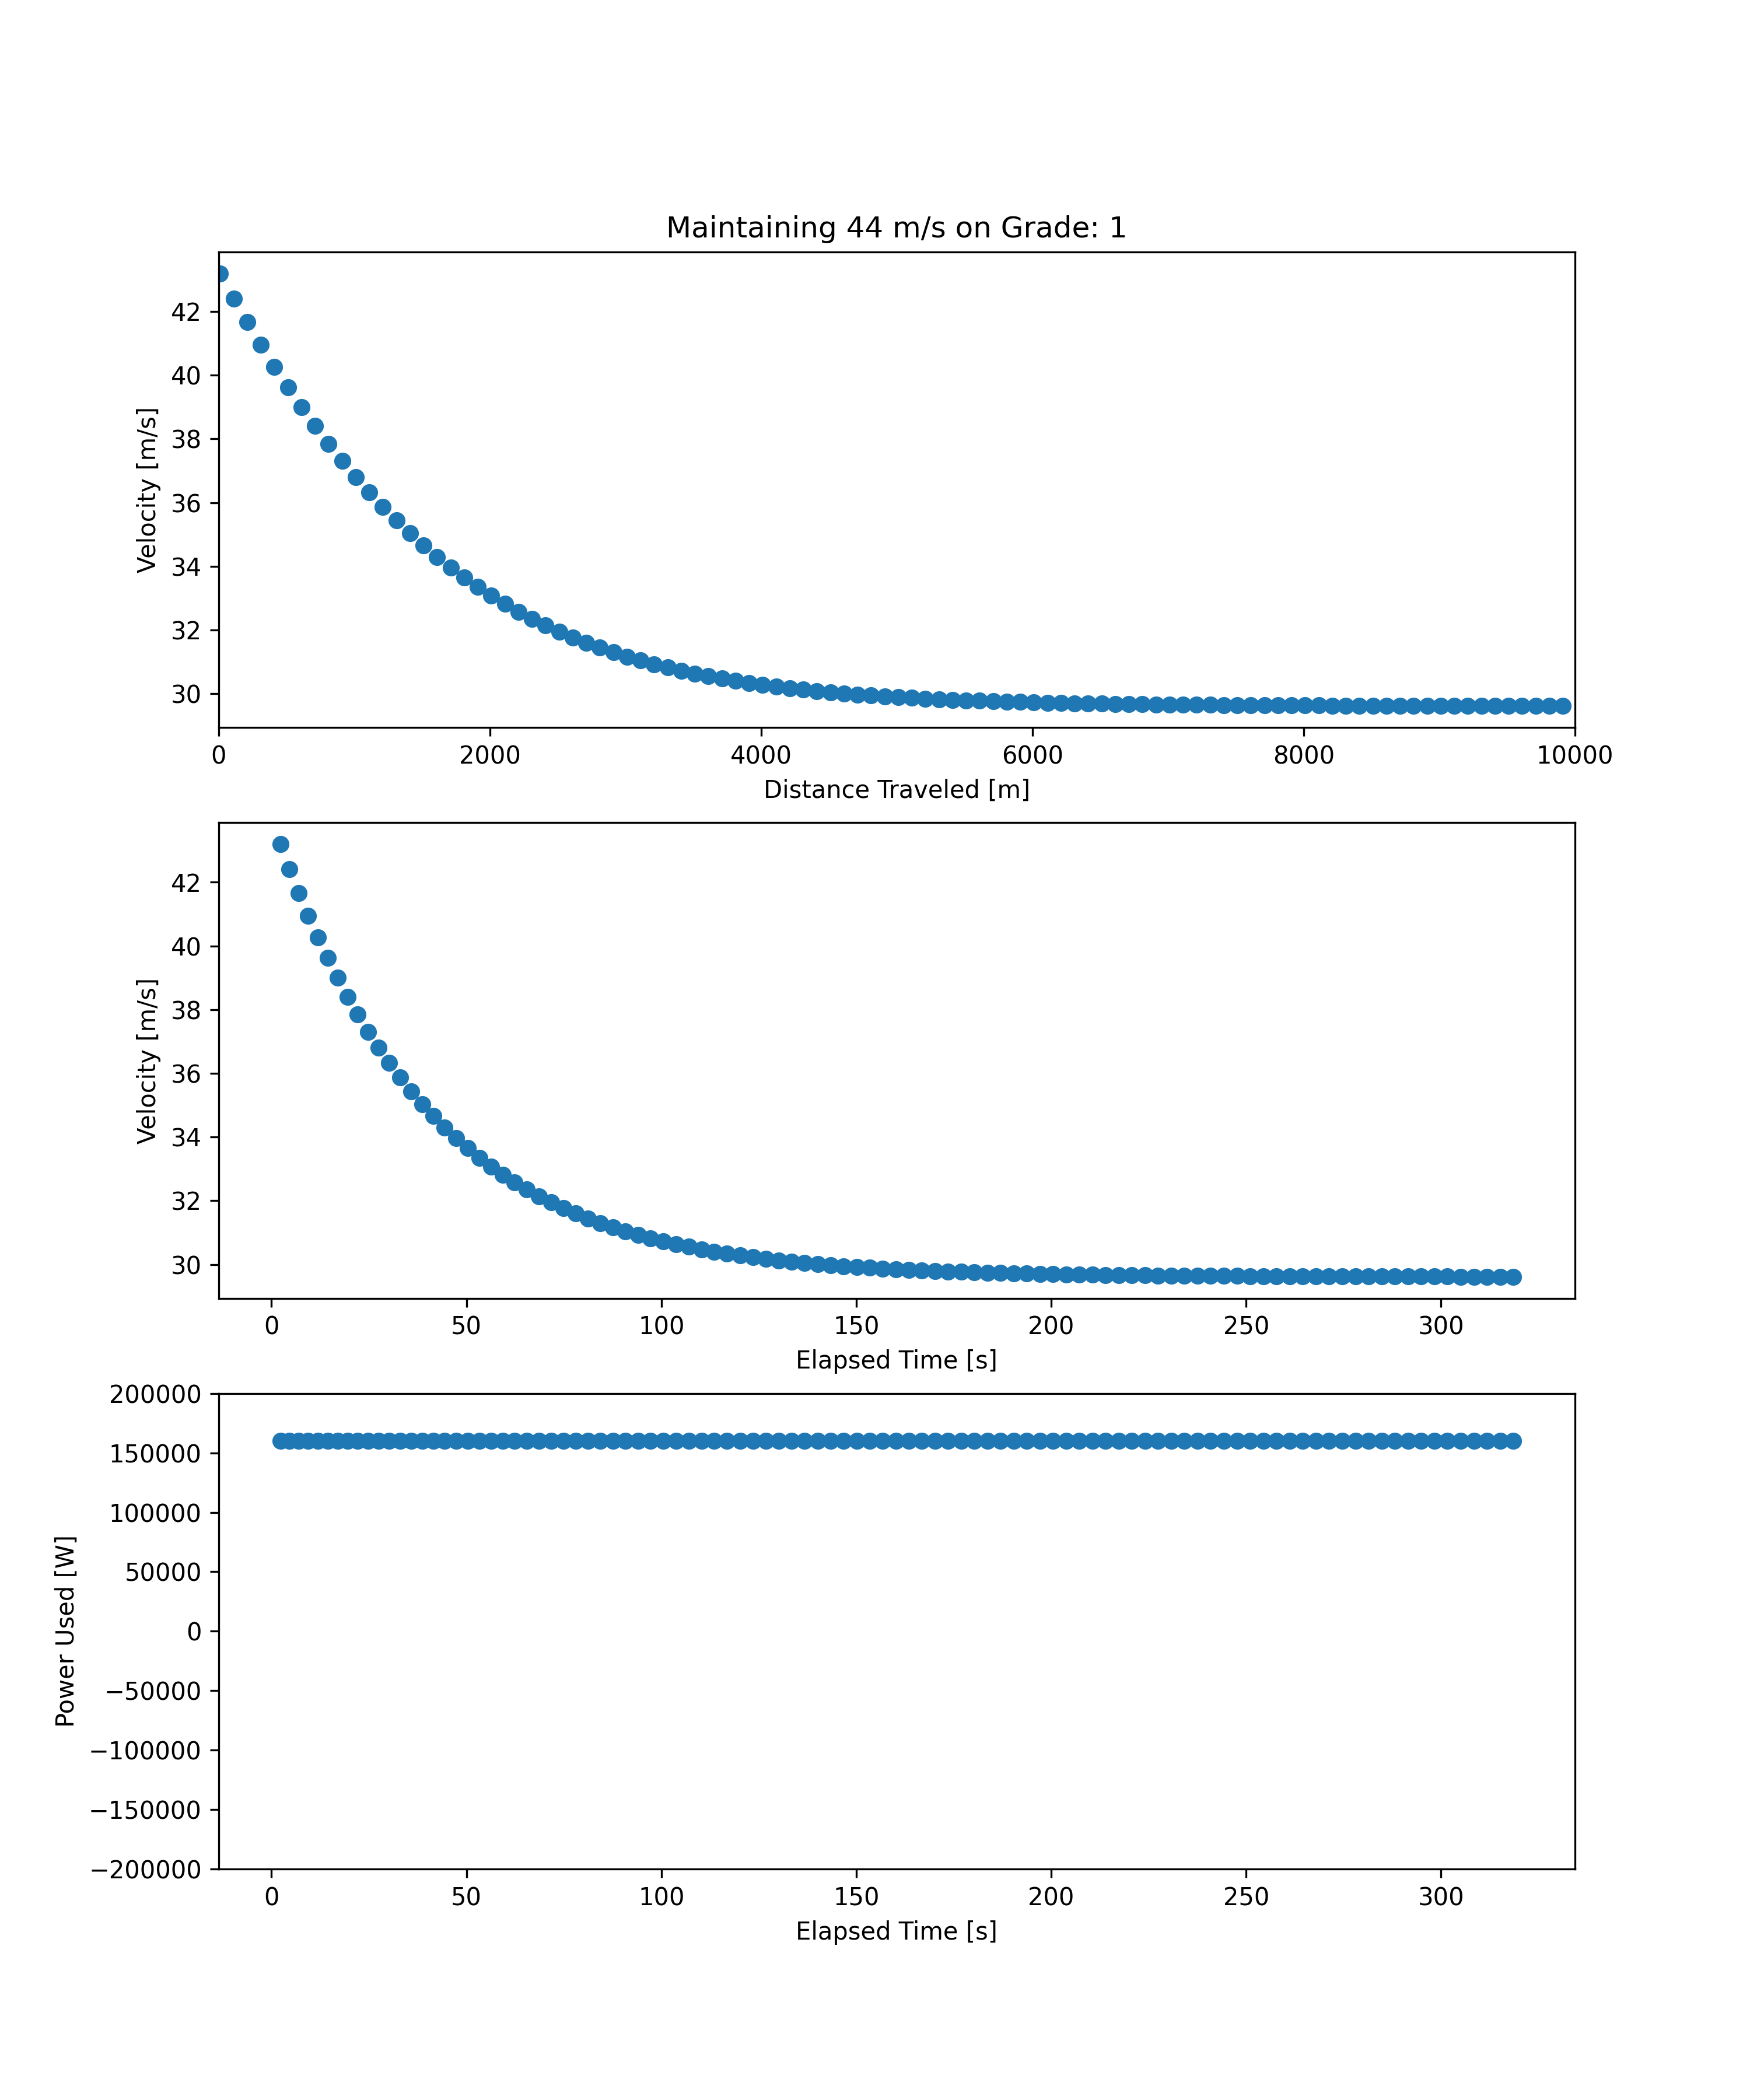 Maintaining 44 m/s on Grade: 1
Velocity [m/s]
42
40
38
36
34
32
30
0 2000 4000 6000 8000 10000
Distance Traveled [m]
Velocity [m/s]
42
40
38
36
34
32
30
0 50 100 150 200 250 300
Elapsed Time [s]
Power Used [W]
200000
150000
100000
50000
0
−50000
−100000
−150000
−200000
0 50 100 150 200 250 300
Elapsed Time [s]